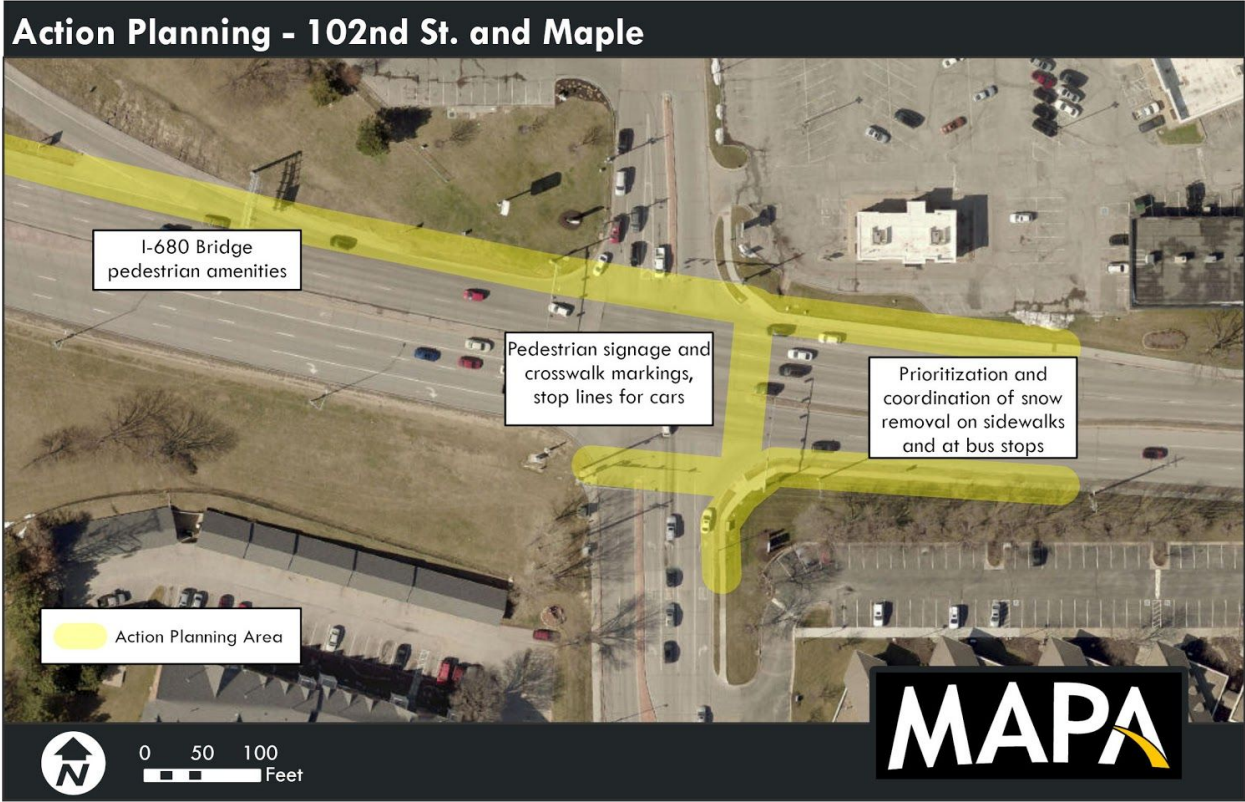 Action Planning - 102nd St. and Maple
I-680 Bridge
pedestrian amenities
Pedestrian signage and
crosswalk markings,
stop lines for cars
Prioritization and
coordination of snow
removal on sidewalks
and at bus stops
Action Planning Area
N
0 50 100
Feet
MAPA